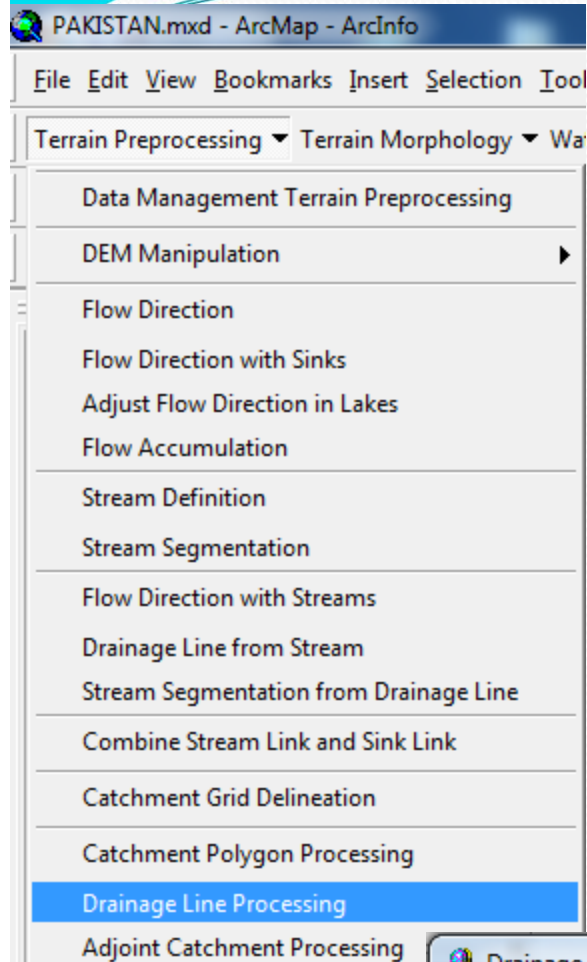 PAKISTAN.mxd - ArcMap - ArcInfo
File Edit View Bookmarks Insert Selection
Terrain Preprocessing Terrain Morphology
Data Management Terrain Preprocessing
DEM Manipulation
Flow Direction
Flow Direction with Sinks
Adjust Flow Direction in Lakes
Flow Accumulation
Stream Definition
Stream Segmentation
Flow Direction with Streams
Drainage Line from Stream
Stream Segmentation from Drainage Line
Combine Stream Link and Sink Link
Catchment Grid Delineation
Catchment Polygon Processing
Drainage Line Processing
Adjoint Catchment Processing
Drainage